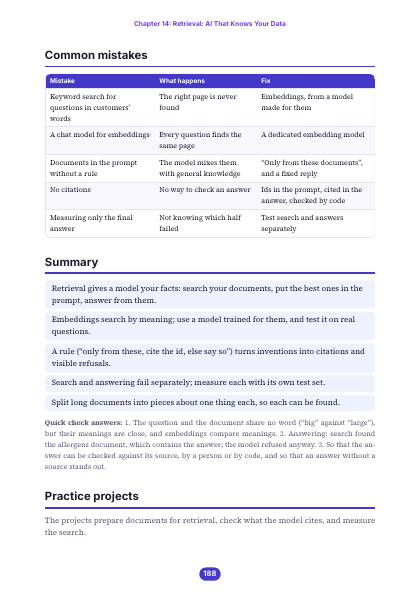 Chapter 14: Retrieval: AI That Knows Your Data
Common mistakes
Mistake What happens Fix
Keyword search for questions in customers' words The right page is never found Embeddings, from a model made for them
A chat model for embeddings Every question finds the same page A dedicated embedding model
Documents in the prompt without a rule The model mixes them with general knowledge “Only from these documents”, and a fixed reply
No citations No way to check an answer Ids in the prompt, cited in the answer, checked by code
Measuring only the final answer Not knowing which half failed Test search and answers separately
Summary
Retrieval gives a model your facts: search your documents, put the best ones in the
prompt, answer from them.
Embeddings search by meaning; use a model trained for them, and test it on real
questions.
A rule (“only from these, cite the id, else say so”) turns inventions into citations and
visible refusals.
Search and answering fail separately; measure each with its own test set.
Split long documents into pieces about one thing each, so each can be found.
Quick check answers: 1. The question and the document share no word (“big” against “large”),
but their meanings are close, and embeddings compare meanings. 2. Answering: search found
the allergens document, which contains the answer; the model refused anyway. 3. So that the an-
swer can be checked against its source, by a person or by code, and so that an answer without a
source stands out.
Practice projects
The projects prepare documents for retrieval, check what the model cites, and measure
the search.
188